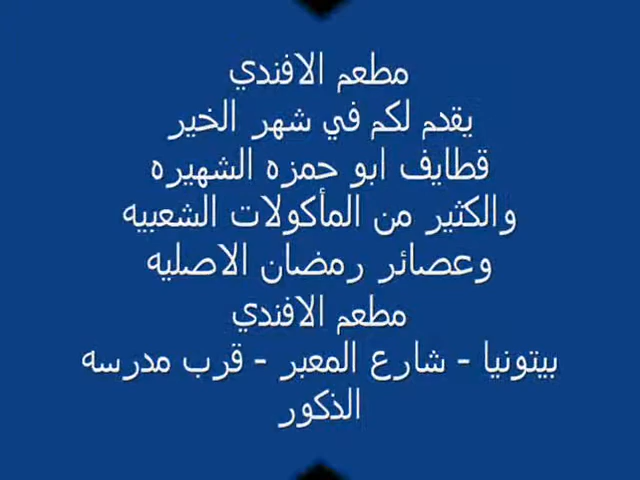 مطعم الافندي
يقدم لكم في شهر الخير
قطايف ابو حمزه الشهيره
والكثير من المأكولات الشعبيه
وعصائر رمضان الاصليه
مطعم الافندي
بيتونيا - شارع المعبر - قرب مدرسه
الذكور